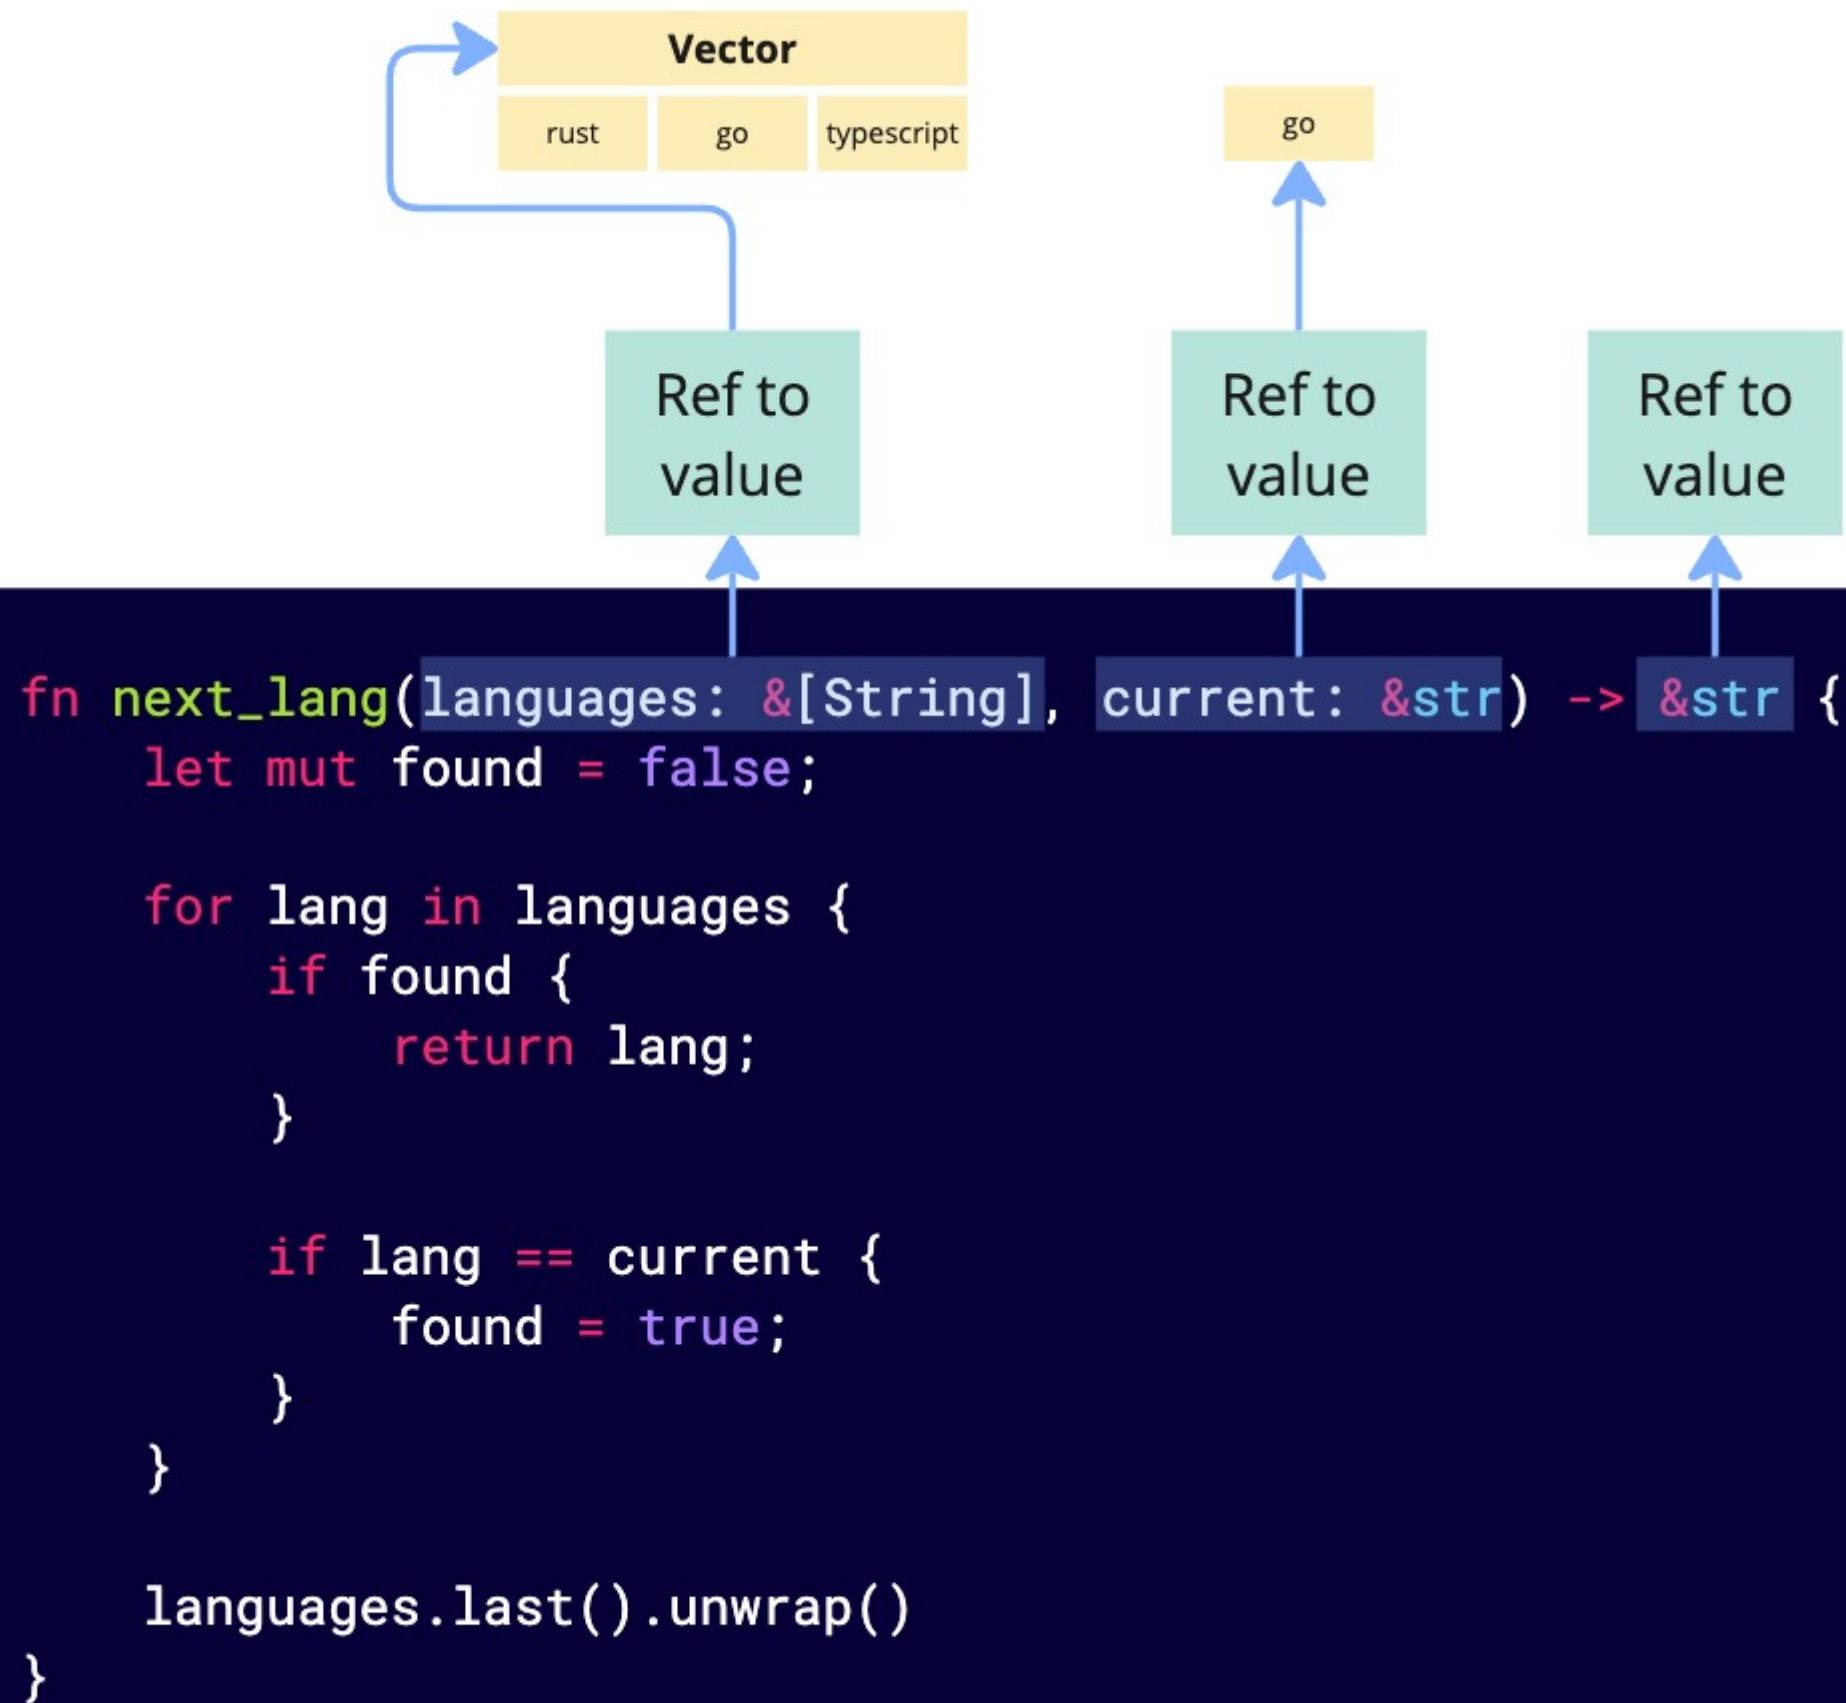 Vector
rust go typescript
go
Ref to
value
Ref to
value
Ref to
value
fn next_lang(languages: &[String], current: &str) -> &str {
    let mut found = false;

    for lang in languages {
        if found {
            return lang;
        }

        if lang == current {
            found = true;
        }
    }

    languages.last().unwrap()
}